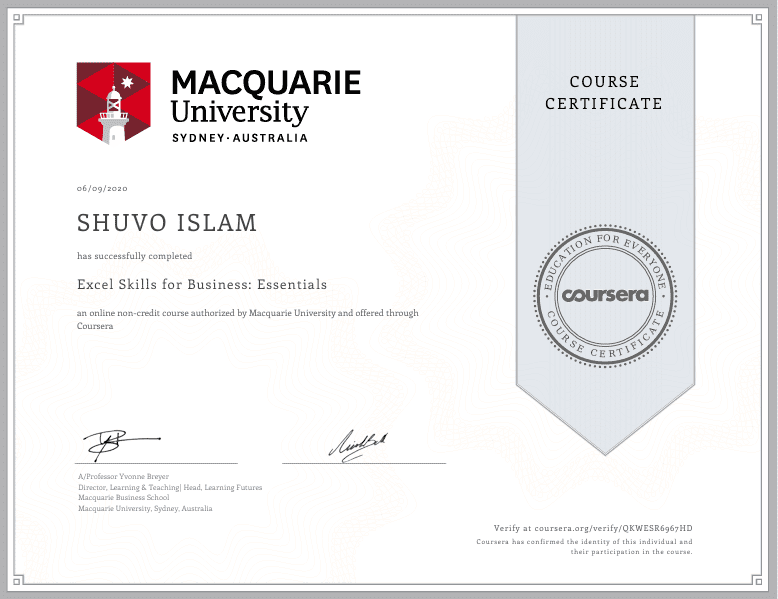 MACQUARIE
University
SYDNEY·AUSTRALIA
COURSE
CERTIFICATE
06/09/2020
SHUVO ISLAM
has successfully completed
Excel Skills for Business: Essentials
an online non-credit course authorized by Macquarie University and offered through
Coursera
EDUCATION FOR EVERYONE
coursera
COURSE CERTIFICATE
A/Professor Yvonne Breyer
Director, Learning & Teaching| Head, Learning Futures
Macquarie Business School
Macquarie University, Sydney, Australia
Verify at coursera.org/verify/QKWESR6967HD
Coursera has confirmed the identity of this individual and
their participation in the course.